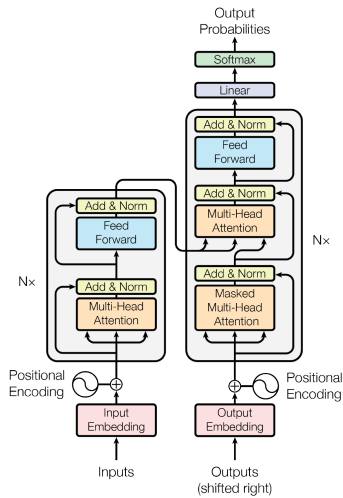 Output
Probabilities
Softmax
Linear
Add & Norm
Feed
Forward
Add & Norm
Multi-Head
Attention
Add & Norm
Masked
Multi-Head
Attention
N×
Positional
Encoding
Output
Embedding
Outputs
(shifted right)
Add & Norm
Feed
Forward
N×
Add & Norm
Multi-Head
Attention
Positional
Encoding
Input
Embedding
Inputs